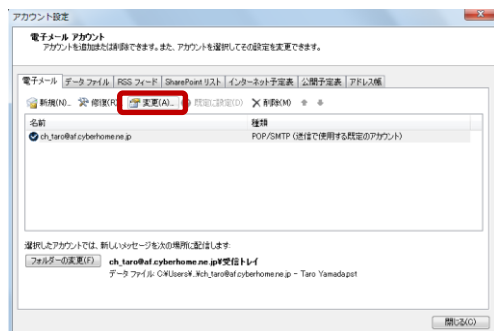 アカウント設定
電子メール アカウント
アカウントを追加または削除できます。また、アカウントを選択してその設定を変更できます。
電子メール データ ファイル RSS フィード SharePoint リスト インターネット予定表 公開予定表 アドレス帳
新規(N)... 修復(R) 変更(A)... 既定に設定(D) 削除(M)
名前 種類
ch_taro@af.cyberhome.ne.jp POP/SMTP (送信で使用する既定のアカウント)
選択したアカウントでは、新しいメッセージを次の場所に配信します:
フォルダーの変更(F) ch_taro@af.cyberhome.ne.jp¥受信トレイ
データ ファイル: C:¥Users¥..¥ch_taro@af.cyberhome.ne.jp - Taro Yamada.pst
閉じる(C)